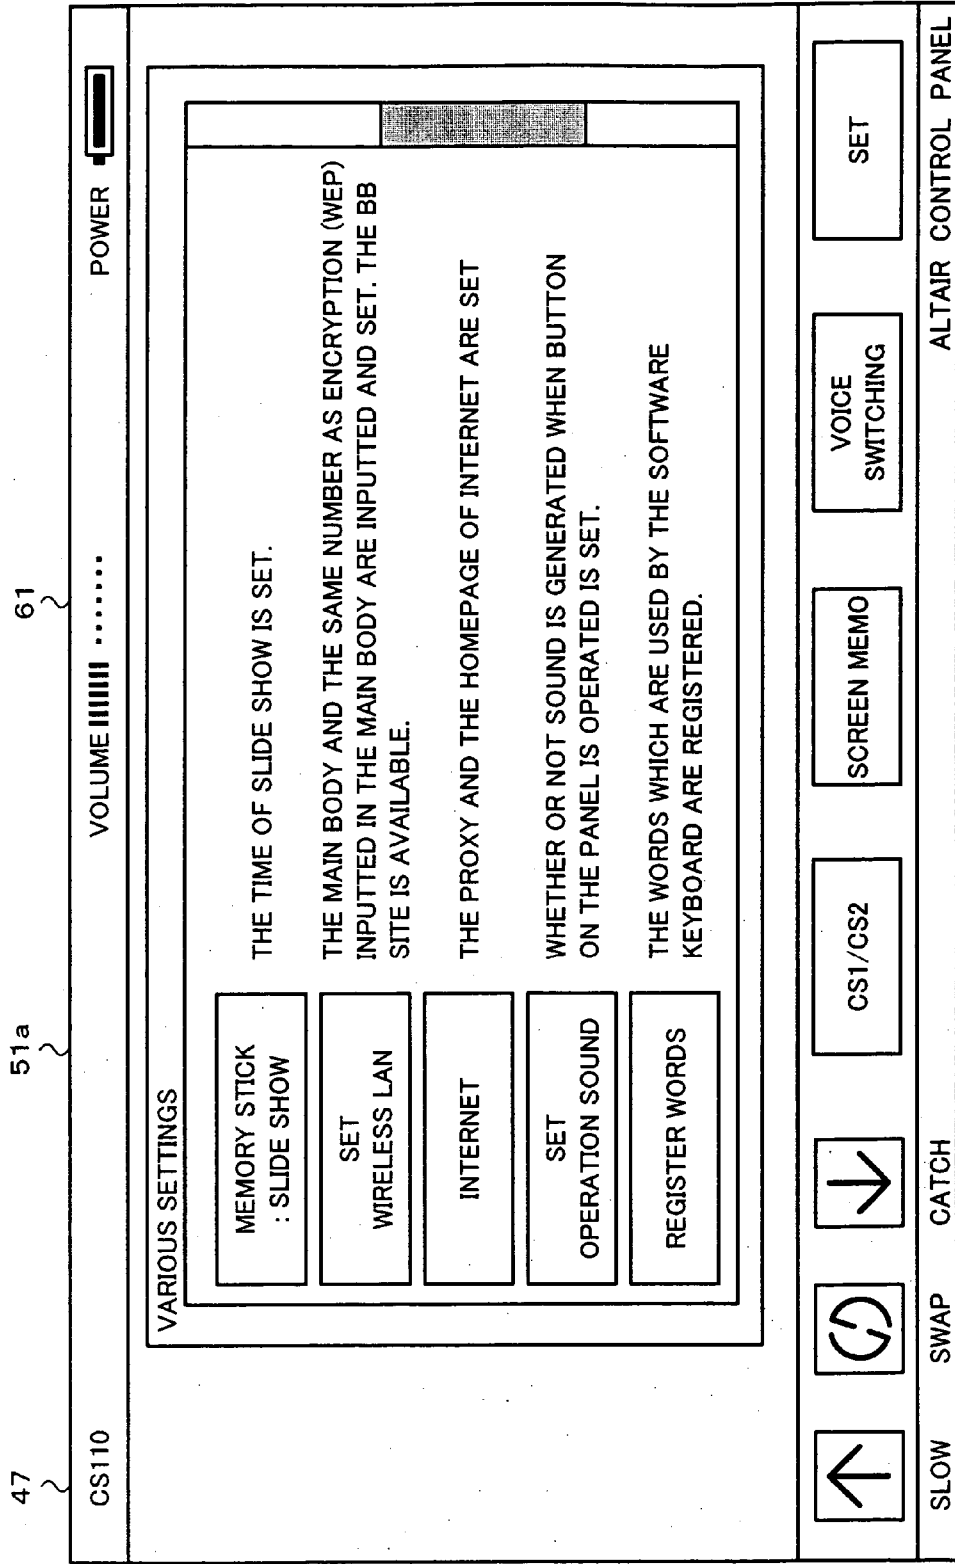 47
51a
61
CS110
VOLUME
POWER
VARIOUS SETTINGS
MEMORY STICK
: SLIDE SHOW
THE TIME OF SLIDE SHOW IS SET.
SET
WIRELESS LAN
THE MAIN BODY AND THE SAME NUMBER AS ENCRYPTION (WEP)
INPUTTED IN THE MAIN BODY ARE INPUTTED AND SET. THE BB
SITE IS AVAILABLE.
INTERNET
THE PROXY AND THE HOMEPAGE OF INTERNET ARE SET
SET
OPERATION SOUND
WHETHER OR NOT SOUND IS GENERATED WHEN BUTTON
ON THE PANEL IS OPERATED IS SET.
REGISTER WORDS
THE WORDS WHICH ARE USED BY THE SOFTWARE
KEYBOARD ARE REGISTERED.
CS1/CS2
SCREEN MEMO
VOICE
SWITCHING
SET
SLOW
SWAP
CATCH
ALTAIR CONTROL PANEL